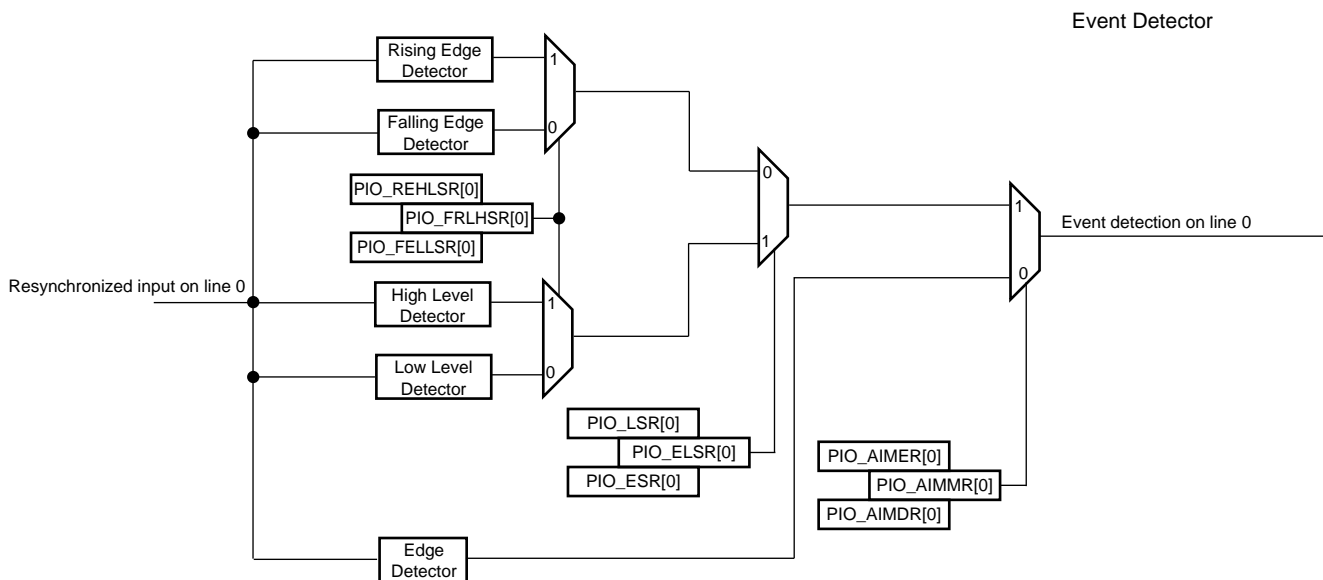 Event Detector
Rising Edge
Detector
1
Falling Edge
Detector
0
PIO_REHLSR[0]
PIO_FRLHSR[0]
PIO_FELLSR[0]
0
1
1
Event detection on line 0
0
Resynchronized input on line 0
High Level
Detector
1
Low Level
Detector
0
PIO_LSR[0]
PIO_ELSR[0]
PIO_ESR[0]
PIO_AIMER[0]
PIO_AIMMR[0]
PIO_AIMDR[0]
Edge
Detector